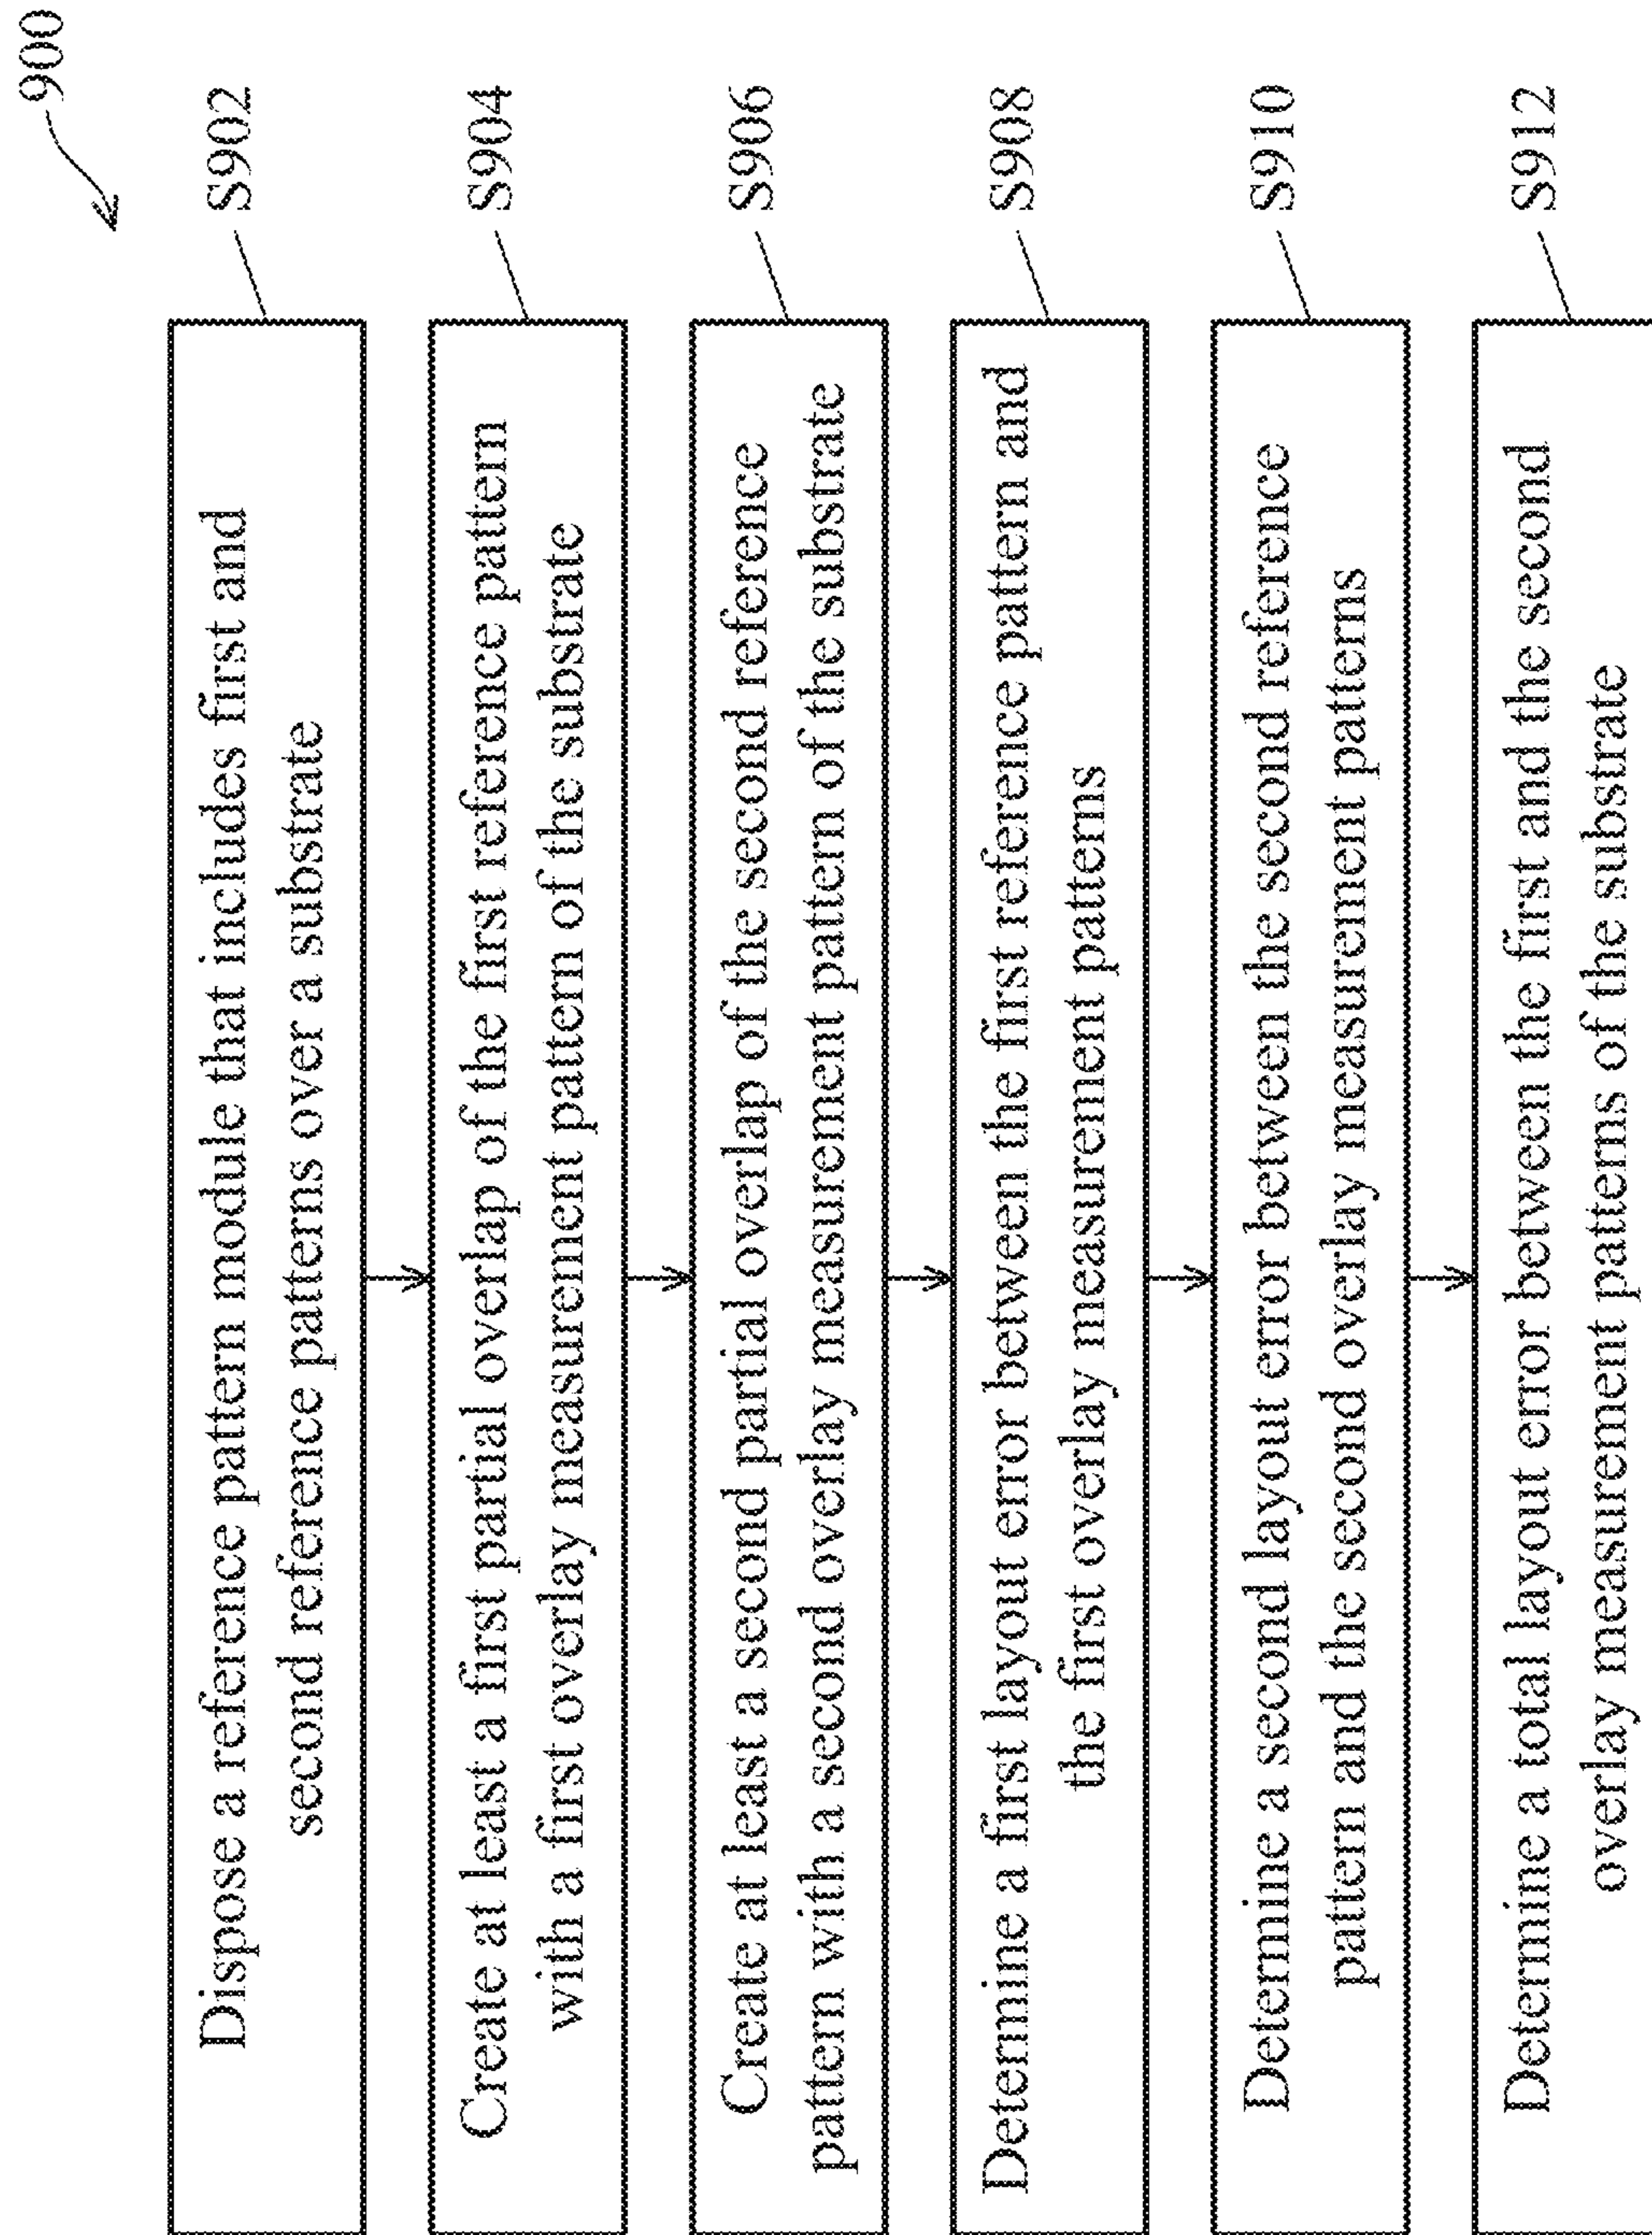 900
S902
Dispose a reference pattern module that includes first and
second reference patterns over a substrate
S904
Create at least a first partial overlap of the first reference pattern
with a first overlay measurement pattern of the substrate
S906
Create at least a second partial overlap of the second reference
pattern with a second overlay measurement pattern of the substrate
S908
Determine a first layout error between the first reference pattern and
the first overlay measurement patterns
S910
Determine a second layout error between the second reference
pattern and the second overlay measurement patterns
S912
Determine a total layout error between the first and the second
overlay measurement patterns of the substrate